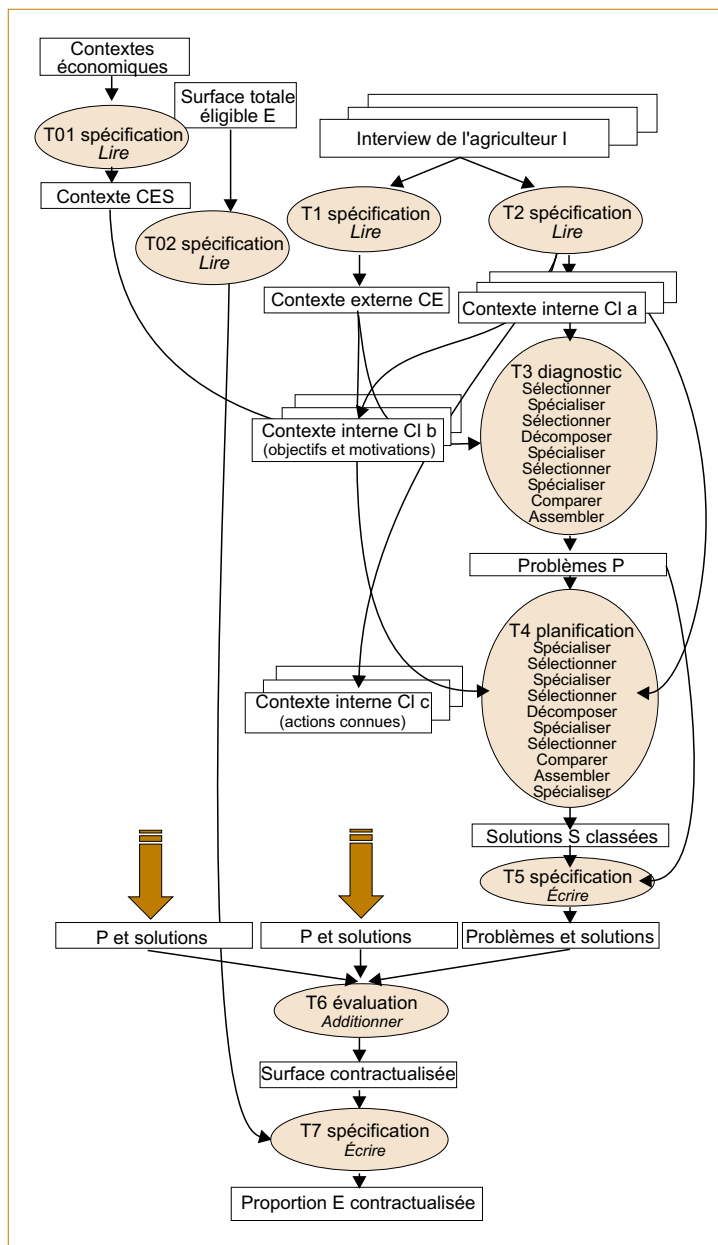 Contextes
économiques
Surface totale
éligible E
T01 spécification
Lire
Interview de l'agriculteur I
Contexte CES
T1 spécification
Lire
T2 spécification
Lire
T02 spécification
Lire
Contexte externe CE
Contexte interne CI a
T3 diagnostic
Sélectionner
Spécialiser
Sélectionner
Décomposer
Spécialiser
Sélectionner
Spécialiser
Comparer
Assembler
Contexte interne CI b
(objectifs et motivations)
Problèmes P
T4 planification
Spécialiser
Sélectionner
Spécialiser
Sélectionner
Décomposer
Spécialiser
Sélectionner
Comparer
Assembler
Spécialiser
Contexte interne CI c
(actions connues)
Solutions S classées
T5 spécification
Écrire
P et solutions
P et solutions
Problèmes et solutions
T6 évaluation
Additionner
Surface contractualisée
T7 spécification
Écrire
Proportion E contractualisée